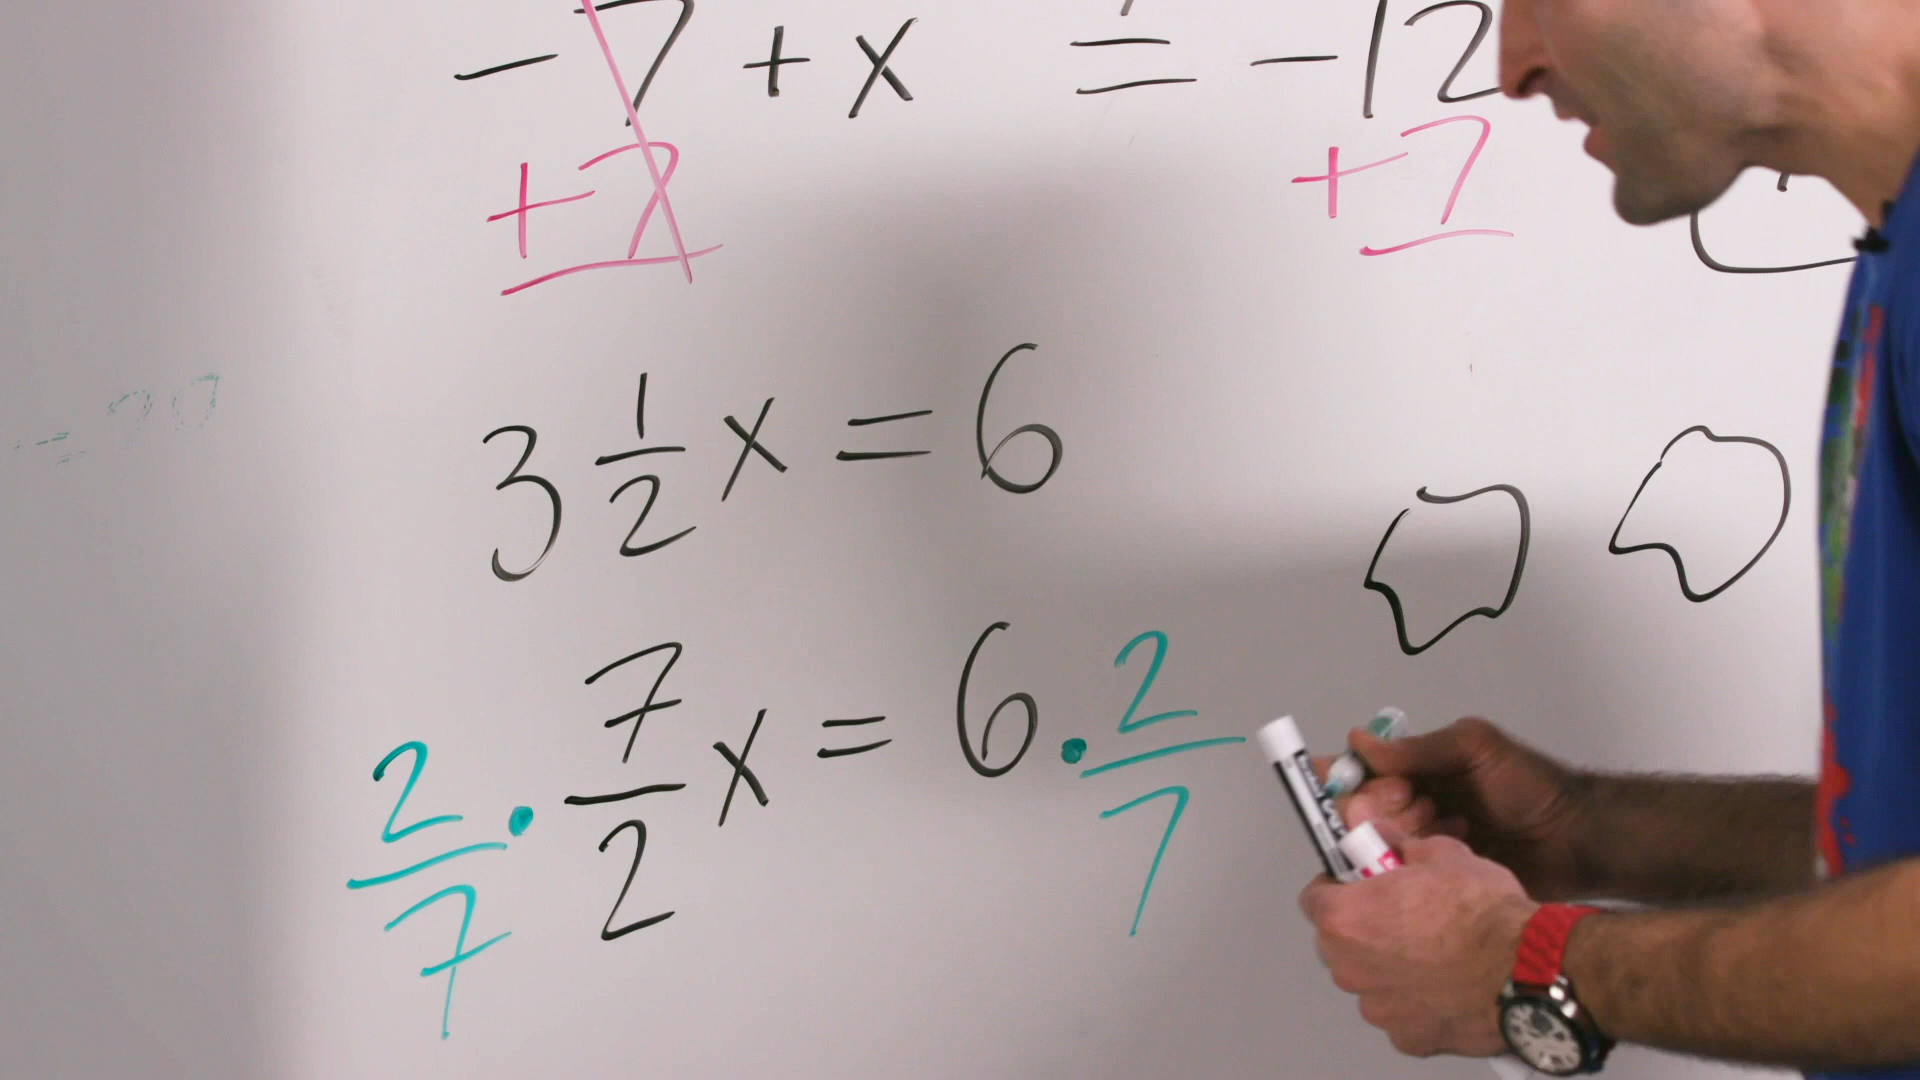 -7 + x = -12
+7 +7
3 1/2 x = 6
2/7 · 7/2 x = 6 · 2/7